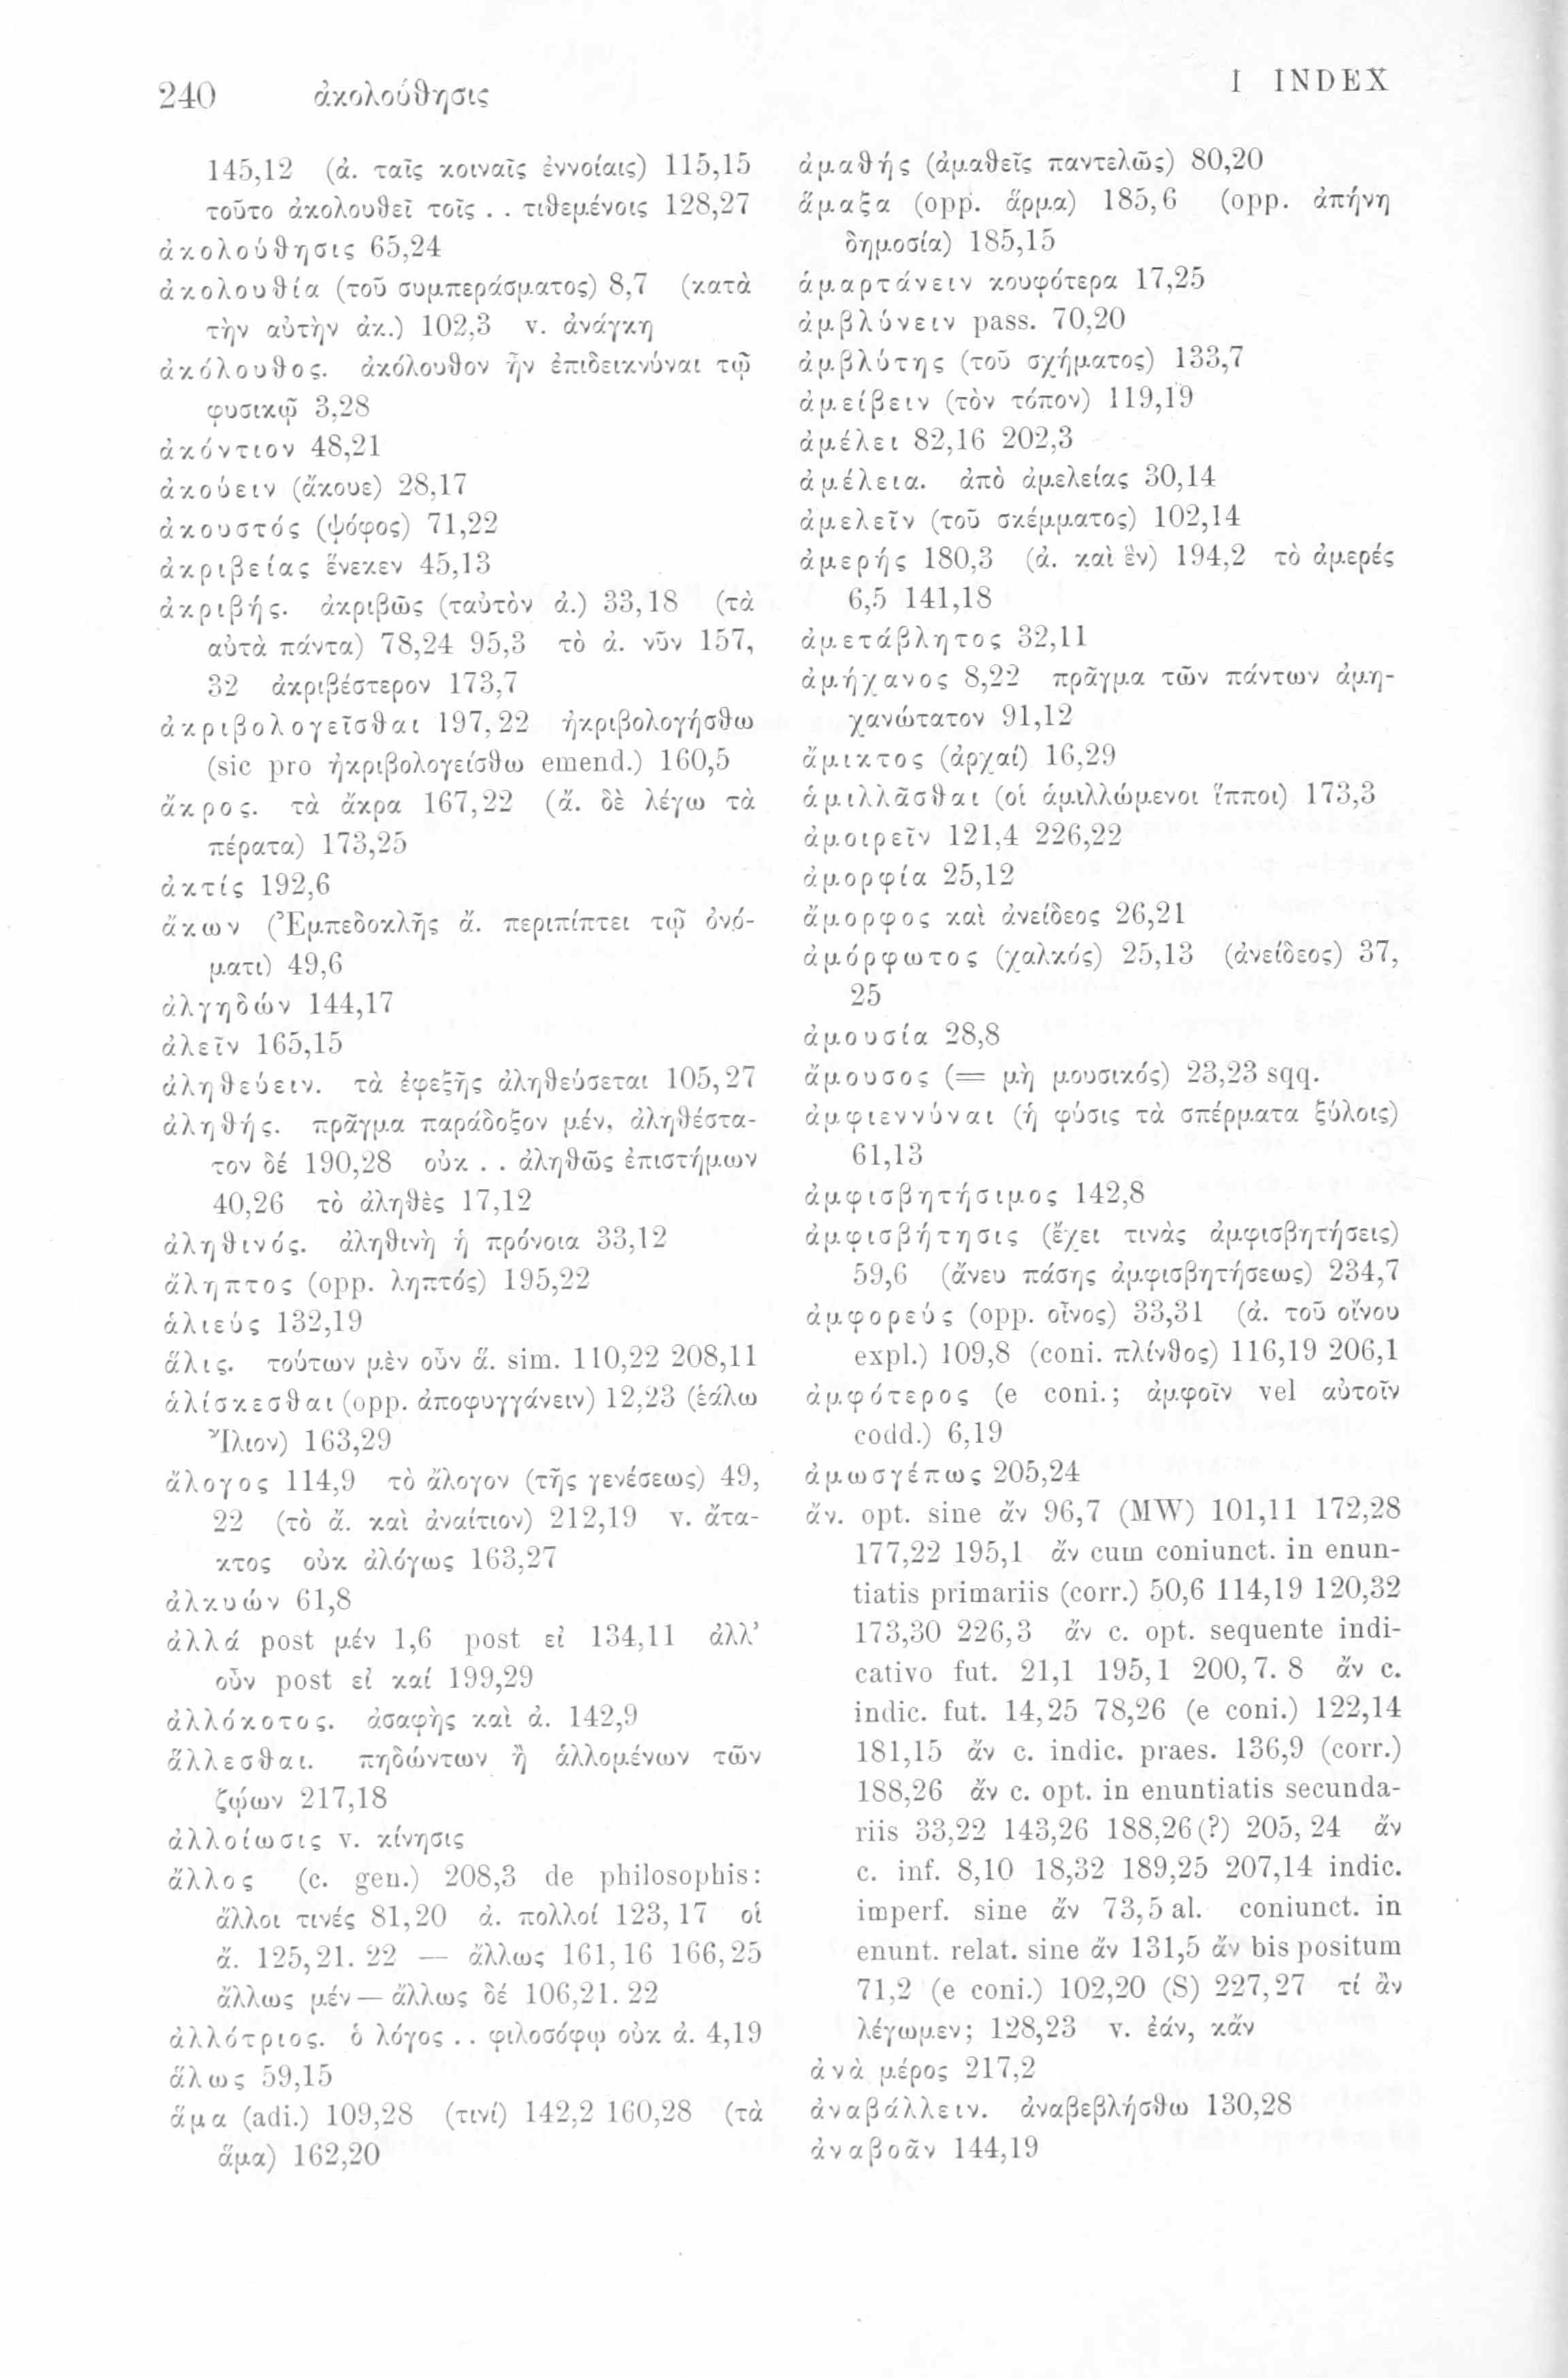 240 ἀκολούθησις I INDEX
145,12 (ἀ. ταῖς κοιναῖς ἐννοίαις) 115,15
τοῦτο ἀκολουθεῖ τοῖς . . τιθεμένοις 128,27
ἀκολούθησις 65,24
ἀκολουθία (τοῦ συμπεράσματος) 8,7 (κατὰ
τὴν αὐτὴν ἀκ.) 102,3 v. ἀνάγκη
ἀκόλουθος. ἀκόλουθον ἦν ἐπιδεικνύναι τῷ
φυσικῷ 3,28
ἀκόντιον 48,21
ἀκούειν (ἄκουε) 28,17
ἀκουστός (ψόφος) 71,22
ἀκριβείας ἕνεκεν 45,13
ἀκριβής. ἀκριβῶς (ταὐτὸν ἀ.) 33,18 (τὰ
αὐτὰ πάντα) 78,24 95,3 τὸ ἀ. νῦν 157,
32 ἀκριβέστερον 173,7
ἀκριβολογεῖσθαι 197,22 ἠκριβολογήσθω
(sic pro ἠκριβολογείσθω emend.) 160,5
ἄκρος. τὰ ἄκρα 167,22 (ἄ. δὲ λέγω τὰ
πέρατα) 173,25
ἀκτίς 192,6
ἄκων (Ἐμπεδοκλῆς ἄ. περιπίπτει τῷ ὀνό-
ματι) 49,6
ἀλγηδών 144,17
ἀλεῖν 165,15
ἀληθεύειν. τὰ ἐφεξῆς ἀληθεύσεται 105,27
ἀληθής. πρᾶγμα παράδοξον μέν, ἀληθέστα-
τον δέ 190,28 οὐκ . . ἀληθῶς ἐπιστήμων
40,26 τὸ ἀληθὲς 17,12
ἀληθινός. ἀληθινὴ ἡ πρόνοια 33,12
ἄληπτος (opp. ληπτός) 195,22
ἁλιεύς 132,19
ἅλις. τούτων μὲν οὖν ἅ. sim. 110,22 208,11
ἁλίσκεσθαι (opp. ἀποφυγγάνειν) 12,23 (ἑάλω
Ἴλιον) 163,29
ἄλογος 114,9 τὸ ἄλογον (τῆς γενέσεως) 49,
22 (τὸ ἄ. καὶ ἀναίτιον) 212,19 v. ἄτα-
κτος οὐκ ἀλόγως 163,27
ἀλκυών 61,8
ἀλλά post μέν 1,6 post εἰ 134,11 ἀλλ’
οὖν post εἰ καί 199,29
ἀλλόκοτος. ἀσαφὴς καὶ ἀ. 142,9
ἅλλεσθαι. πηδώντων ἢ ἁλλομένων τῶν
ζῴων 217,18
ἀλλοίωσις v. κίνησις
ἄλλος (c. gen.) 208,3 de philosophis:
ἄλλοι τινές 81,20 ἀ. πολλοί 123, 17 οἱ
ἄ. 125,21. 22 — ἄλλως 161,16 166,25
ἄλλως μέν — ἄλλως δέ 106,21. 22
ἀλλότριος. ὁ λόγος . . φιλοσόφῳ οὐκ ἀ. 4,19
ἅλως 59,15
ἅμα (adi.) 109,28 (τινί) 142,2 160,28 (τὰ
ἅμα) 162,20
ἀμαθής (ἀμαθεῖς παντελῶς) 80,20
ἅμαξα (opp. ἅρμα) 185,6 (opp. ἀπήνη
δημοσία) 185,15
ἁμαρτάνειν κουφότερα 17,25
ἀμβλύνειν pass. 70,20
ἀμβλύτης (τοῦ σχήματος) 133,7
ἀμείβειν (τὸν τόπον) 119,19
ἀμέλει 82,16 202,3
ἀμέλεια. ἀπὸ ἀμελείας 30,14
ἀμελεῖν (τοῦ σκέμματος) 102,14
ἀμερής 180,3 (ἀ. καὶ ἓν) 194,2 τὸ ἀμερές
6,5 141,18
ἀμετάβλητος 32,11
ἀμήχανος 8,22 πρᾶγμα τῶν πάντων ἀμη-
χανώτατον 91,12
ἄμικτος (ἀρχαί) 16,29
ἁμιλλᾶσθαι (οἱ ἁμιλλώμενοι ἵπποι) 173,3
ἀμοιρεῖν 121,4 226,22
ἀμορφία 25,12
ἄμορφος καὶ ἀνείδεος 26,21
ἀμόρφωτος (χαλκός) 25,13 (ἀνείδεος) 37,
25
ἀμουσία 28,8
ἄμουσος (= μὴ μουσικός) 23,23 sqq.
ἀμφιεννύναι (ἡ φύσις τὰ σπέρματα ξύλοις)
61,13
ἀμφισβητήσιμος 142,8
ἀμφισβήτησις (ἔχει τινὰς ἀμφισβητήσεις)
59,6 (ἄνευ πάσης ἀμφισβητήσεως) 234,7
ἀμφορεύς (opp. οἶνος) 33,31 (ἀ. τοῦ οἴνου
expl.) 109,8 (coni. πλίνθος) 116,19 206,1
ἀμφότερος (e coni.; ἀμφοῖν vel αὐτοῖν
codd.) 6,19
ἀμωσγέπως 205,24
ἄν. opt. sine ἄν 96,7 (MW) 101,11 172,28
177,22 195,1 ἄν cum coniunct. in enun-
tiatis primariis (corr.) 50,6 114,19 120,32
173,30 226,3 ἄν c. opt. sequente indi-
cativo fut. 21,1 195,1 200,7. 8 ἄν c.
indic. fut. 14,25 78,26 (e coni.) 122,14
181,15 ἄν c. indic. praes. 136,9 (corr.)
188,26 ἄν c. opt. in enuntiatis secunda-
riis 33,22 143,26 188,26 (?) 205, 24 ἄν
c. inf. 8,10 18,32 189,25 207,14 indic.
imperf. sine ἄν 73,5 al. coniunct. in
enunt. relat. sine ἄν 131,5 ἄν bis positum
71,2 (e coni.) 102,20 (S) 227,27 τί ἂν
λέγωμεν; 128,23 v. ἐάν, κἄν
ἀνὰ μέρος 217,2
ἀναβάλλειν. ἀναβεβλήσθω 130,28
ἀναβοᾶν 144,19